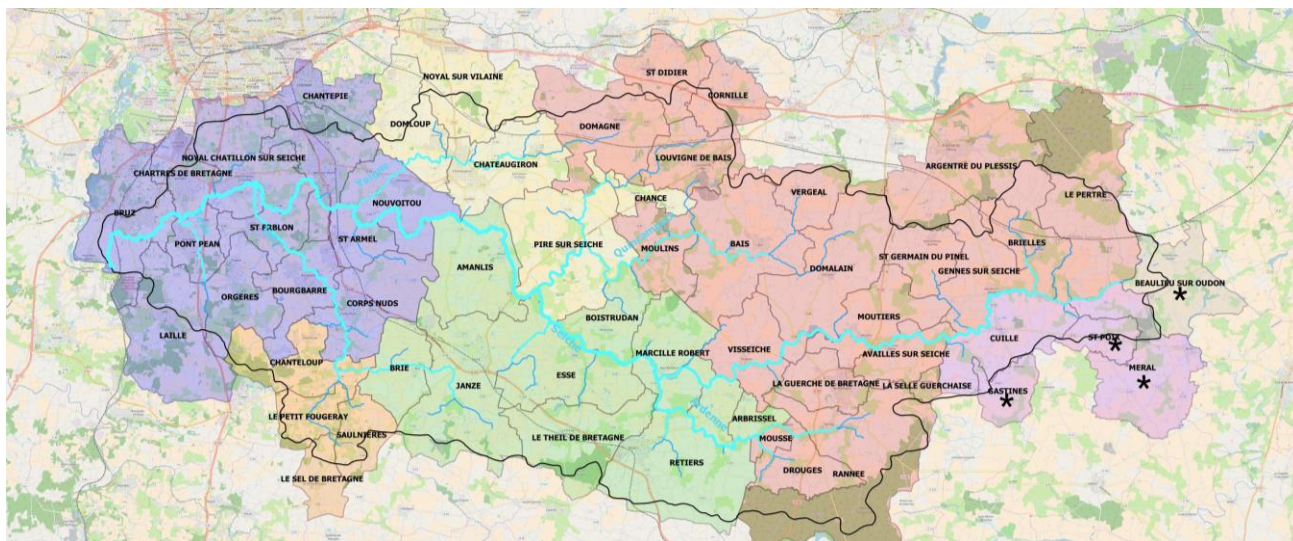 NOYAL SUR VILAINE
ST DIDIER
CORNILLE
CHANTEPIE
DOMLOUP
DOMAGNE
NOYAL CHATILLON SUR SEICHE
CHATEAUGIRON
LOUVIGNE DE BAIS
ARGENTRE DU PLESSIS
CHARTRES DE BRETAGNE
Yaigne
VERGEAL
LE PERTRE
NOUVOITOU
CHANCE
BRUZ
ST ERBLON
ST ARMEL
PIRE SUR SEICHE
Quincampoix
MOULINS
BAIS
BRIELLES
PONT PEAN
ST GERMAIN DU PINEL
AMANLIS
DOMALAIN
GENNES SUR SEICHE
BEAULIEU SUR OUDON
*
BOURGBARRE
ORGERES
CORPS NUDS
BOISTRUDAN
MOUTIERS
LAILLE
Seiche
CUILLE
ST POIX
*
MARCILLE ROBERT
VISSEICHE
AVAILLES SUR SEICHE
CHANTELOUP
BRIE
MERAL
*
JANZE
ESSE
LA GUERCHE DE BRETAGNE
LA SELLE GUERCHAISE
GASTINES
*
LE PETIT FOUGERAY
Ardenne
ARBRISSEL
SAULNIERES
LE THEIL DE BRETAGNE
MOUSSE
RETIERS
DROUGES
RANNEE
LE SEL DE BRETAGNE